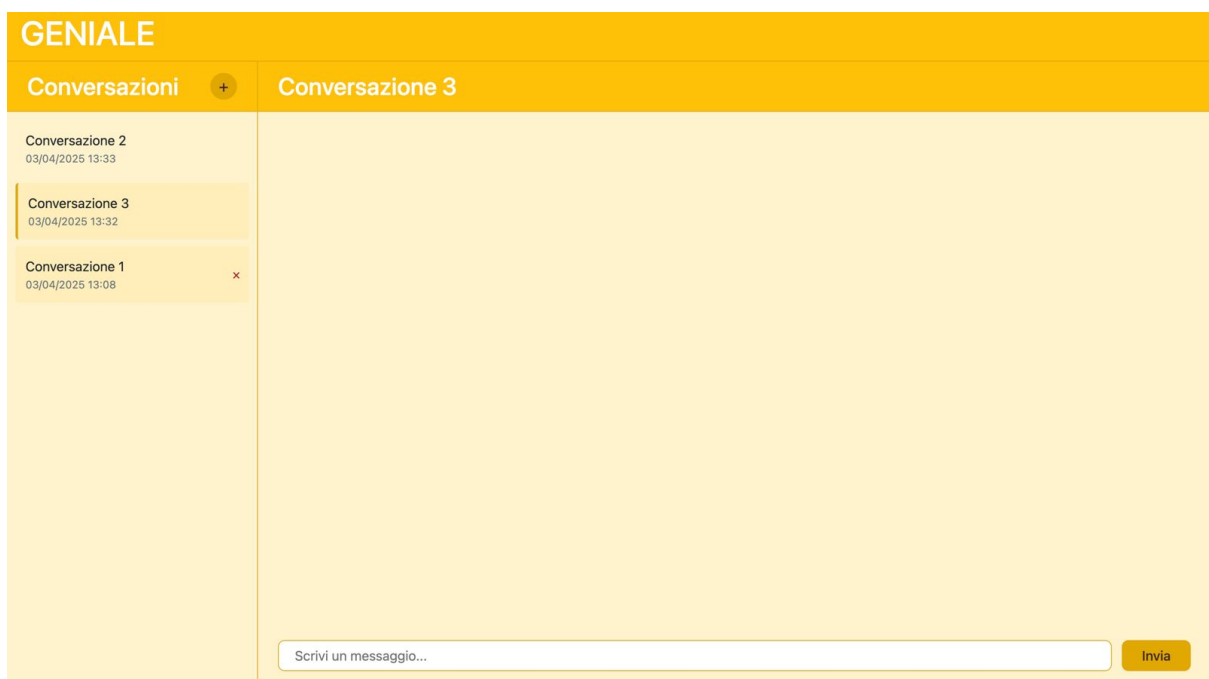 GENIALE
Conversazioni +
Conversazione 3
Conversazione 2
03/04/2025 13:33
Conversazione 3
03/04/2025 13:32
Conversazione 1
03/04/2025 13:08
×
Scrivi un messaggio...
Invia